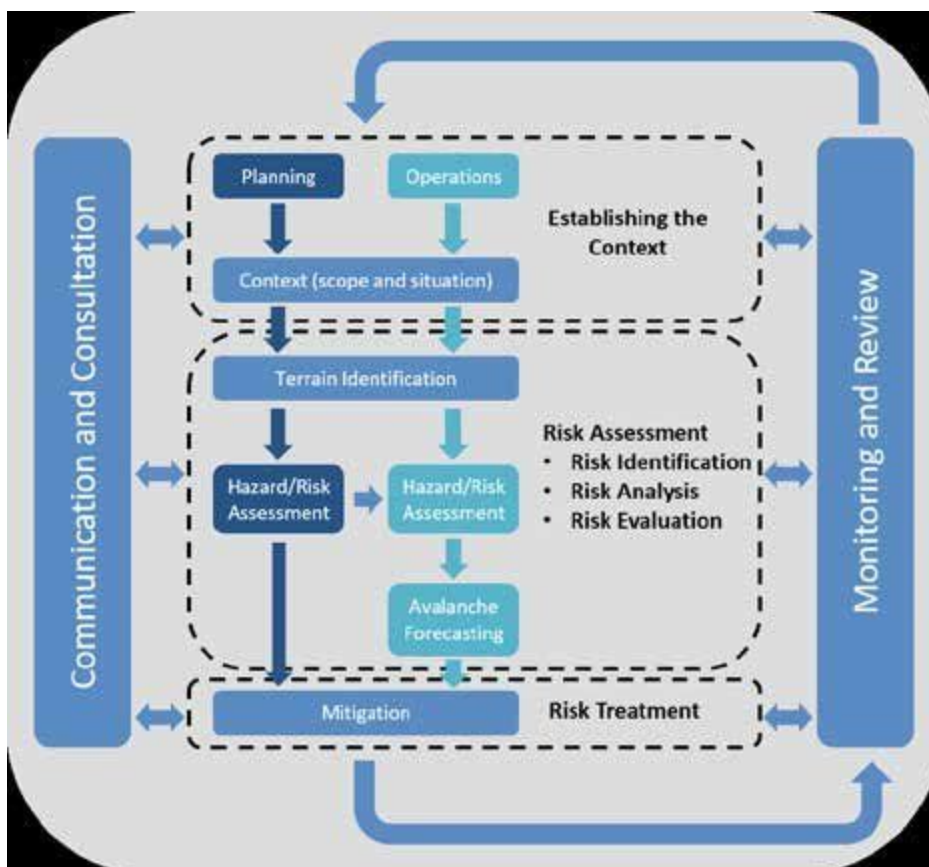 Communication and Consultation
Planning
Operations
Establishing the
Context
Context (scope and situation)
Terrain Identification
Hazard/Risk
Assessment
Hazard/Risk
Assessment
Risk Assessment
• Risk Identification
• Risk Analysis
• Risk Evaluation
Avalanche
Forecasting
Mitigation
Risk Treatment
Monitoring and Review